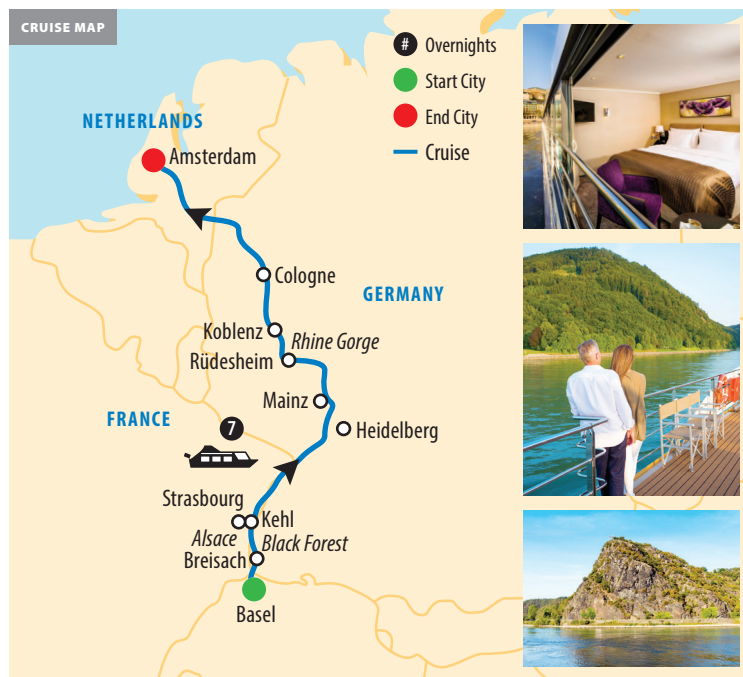 CRUISE MAP
# Overnights
Start City
End City
Cruise
NETHERLANDS
Amsterdam
Cologne
GERMANY
Koblenz
Rhine Gorge
Rüdesheim
Mainz
FRANCE
7
Heidelberg
Strasbourg
Kehl
Alsace
Black Forest
Breisach
Basel